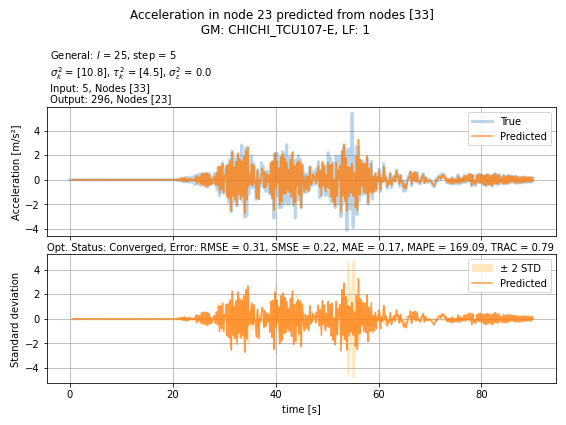 Acceleration in node 23 predicted from nodes [33]
GM: CHICHI_TCU107-E, LF: 1
General: l = 25, step = 5
σ²ₖ = [10.8], τ²ₖ = [4.5], σ²ε = 0.0
Input: 5, Nodes [33]
Output: 296, Nodes [23]
Acceleration [m/s²]
4
2
0
−2
−4
True
Predicted
Opt. Status: Converged, Error: RMSE = 0.31, SMSE = 0.22, MAE = 0.17, MAPE = 169.09, TRAC = 0.79
Standard deviation
4
2
0
−2
−4
± 2 STD
Predicted
0 20 40 60 80
time [s]